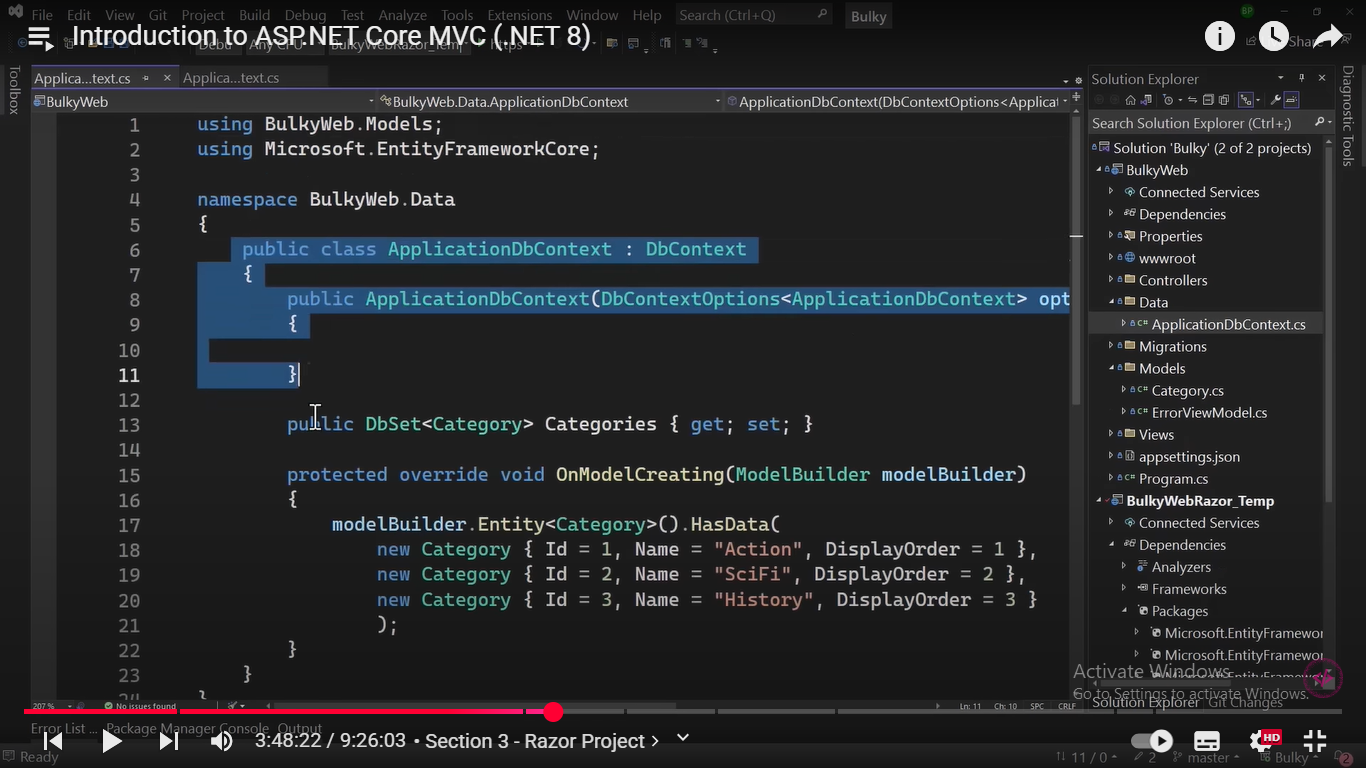 File Edit View Git Project Build Debug Test Analyze Tools Extensions Window Help Search (Ctrl+Q) Bulky
Introduction to ASP.NET Core MVC (.NET 8)
Share
Toolbox
Applica...text.cs
Applica...text.cs
BulkyWeb
BulkyWeb.Data.ApplicationDbContext
ApplicationDbContext(DbContextOptions<Applicat
1 using BulkyWeb.Models;
2 using Microsoft.EntityFrameworkCore;
3
4 namespace BulkyWeb.Data
5 {
6 public class ApplicationDbContext : DbContext
7 {
8 public ApplicationDbContext(DbContextOptions<ApplicationDbContext> opt
9 {
10
11 }
12
13 public DbSet<Category> Categories { get; set; }
14
15 protected override void OnModelCreating(ModelBuilder modelBuilder)
16 {
17 modelBuilder.Entity<Category>().HasData(
18 new Category { Id = 1, Name = "Action", DisplayOrder = 1 },
19 new Category { Id = 2, Name = "SciFi", DisplayOrder = 2 },
20 new Category { Id = 3, Name = "History", DisplayOrder = 3 }
21 );
22 }
23 }
24 }
Solution Explorer
Search Solution Explorer (Ctrl+;)
Solution 'Bulky' (2 of 2 projects)
BulkyWeb
Connected Services
Dependencies
Properties
wwwroot
Controllers
Data
ApplicationDbContext.cs
Migrations
Models
Category.cs
ErrorViewModel.cs
Views
appsettings.json
Program.cs
BulkyWebRazor_Temp
Connected Services
Dependencies
Analyzers
Frameworks
Packages
Microsoft.EntityFramewor
Microsoft.EntityFramewor
Diagnostic Tools
Activate Windows
Go to Settings to activate Windows.
Solution Explorer Git Changes
207 % No issues found Ln: 11 Ch: 10 SPC CRLF
Error List ... Package Manager Console Output
3:48:22 / 9:26:03 • Section 3 - Razor Project
HD
Ready 11 / 0 2 master Bulky 2